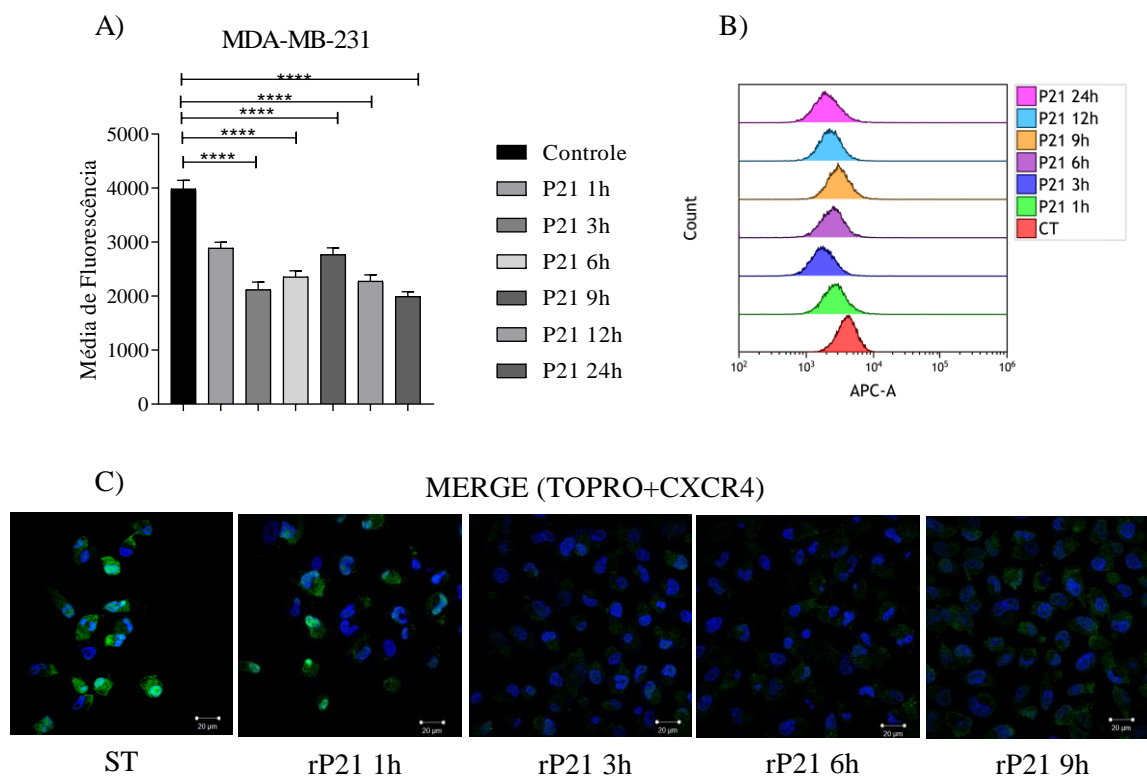 A)
MDA-MB-231
****
****
****
****
****
5000
4000
3000
2000
1000
0
Média de Fluorescência
Controle
P21 1h
P21 3h
P21 6h
P21 9h
P21 12h
P21 24h
B)
Count
10² 10³ 10⁴ 10⁵ 10⁶
APC-A
P21 24h
P21 12h
P21 9h
P21 6h
P21 3h
P21 1h
CT
C)
MERGE (TOPRO+CXCR4)
20 µm
20 µm
20 µm
20 µm
20 µm
ST
rP21 1h
rP21 3h
rP21 6h
rP21 9h